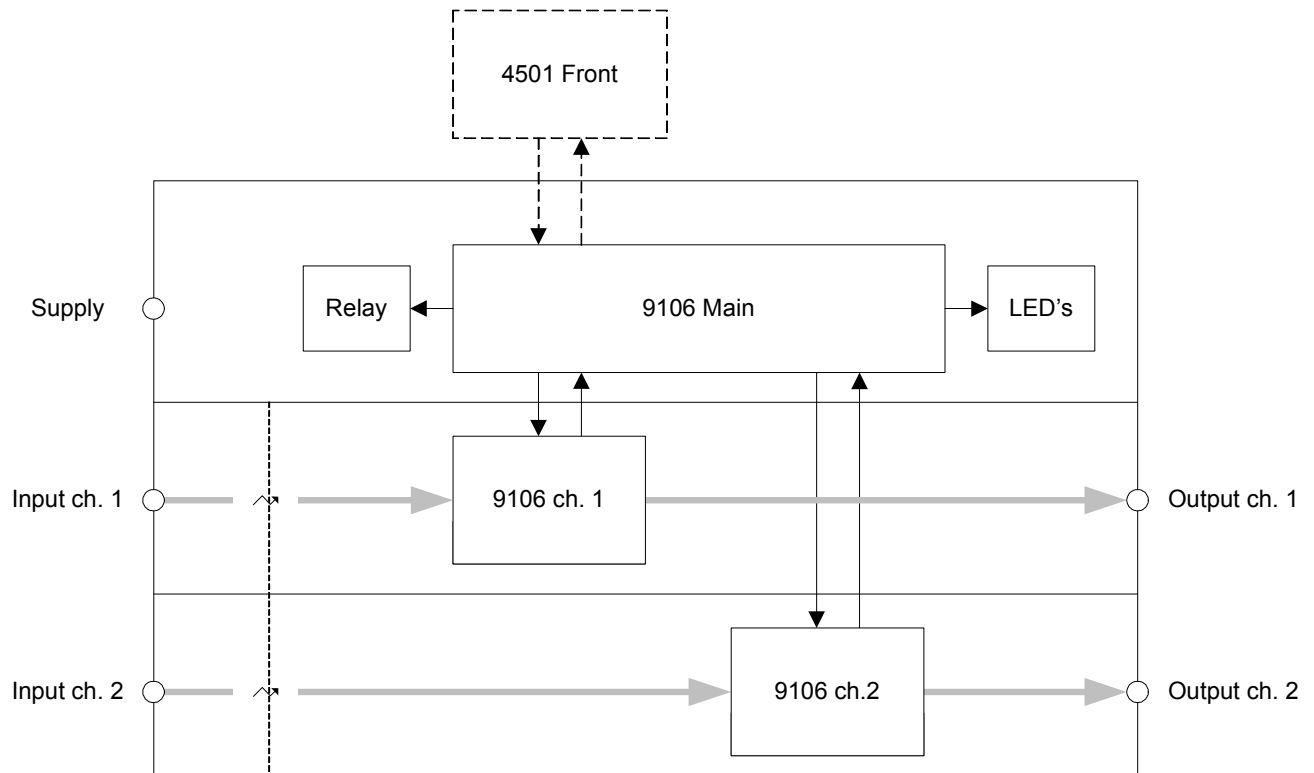 4501 Front
Supply
Relay
9106 Main
LED's
Input ch. 1
9106 ch. 1
Output ch. 1
Input ch. 2
9106 ch.2
Output ch. 2